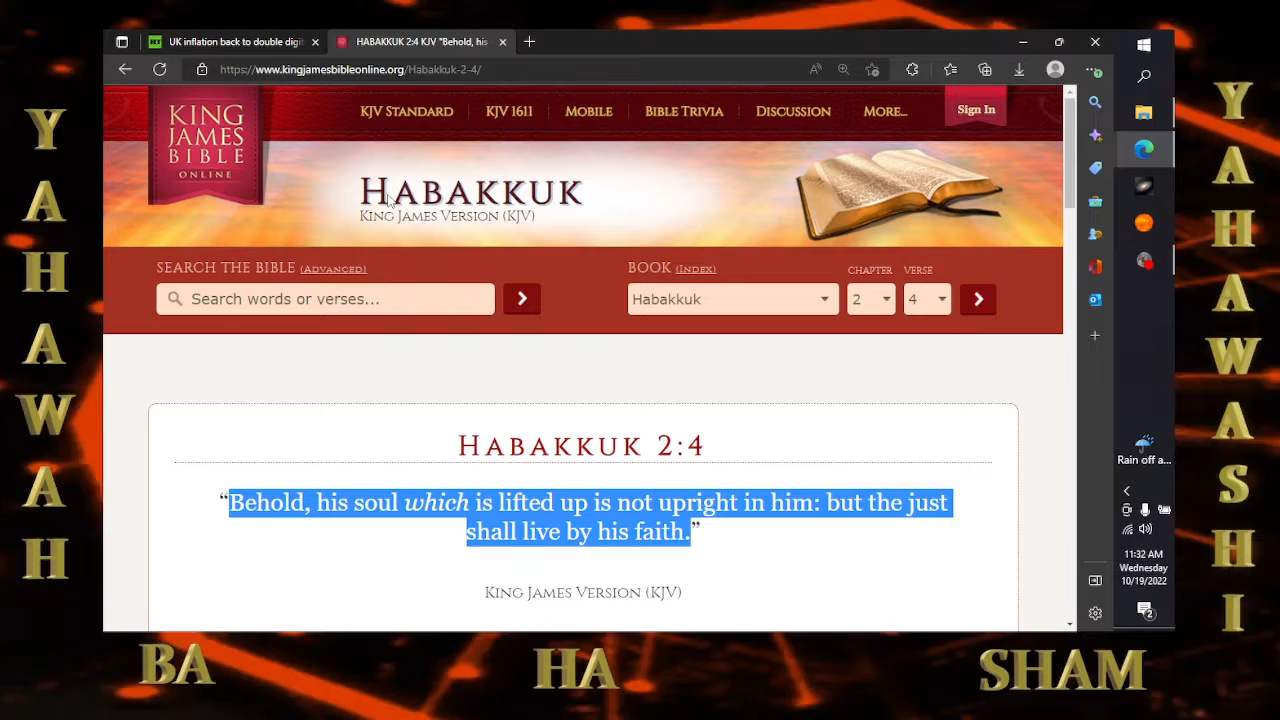 YAHAWAH
UK inflation back to double digit
HABAKKUK 2:4 KJV "Behold, his
https://www.kingjamesbibleonline.org/Habakkuk-2-4/
KING
JAMES
BIBLE
ONLINE
KJV STANDARD
KJV 1611
MOBILE
BIBLE TRIVIA
DISCUSSION
MORE...
Sign In
HABAKKUK
KING JAMES VERSION (KJV)
SEARCH THE BIBLE (ADVANCED)
BOOK (INDEX)
CHAPTER
VERSE
Search words or verses...
Habakkuk
2
4
HABAKKUK 2:4
“Behold, his soul which is lifted up is not upright in him: but the just
shall live by his faith.”
KING JAMES VERSION (KJV)
Rain off a...
11:32 AM
Wednesday
10/19/2022
2
YAHAWASHI
BA
HA
SHAM